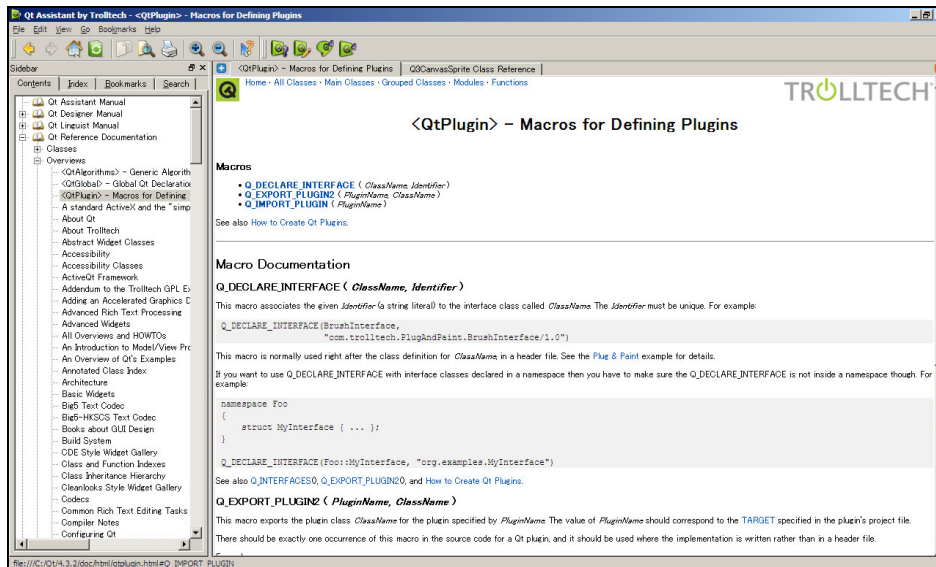 Qt Assistant by Trolltech - <QtPlugin> - Macros for Defining Plugins
File Edit View Go Bookmarks Help
Sidebar
Contents Index Bookmarks Search
Qt Assistant Manual
Qt Designer Manual
Qt Linguist Manual
Qt Reference Documentation
Classes
Overviews
<QtAlgorithms> - Generic Algorith
<QtGlobal> - Global Qt Declaration
<QtPlugin> - Macros for Defining
A standard ActiveX and the "simp
About Qt
About Trolltech
Abstract Widget Classes
Accessibility
Accessibility Classes
ActiveQt Framework
Addendum to the Trolltech GPL Ex
Adding an Accelerated Graphics D
Advanced Rich Text Processing
Advanced Widgets
All Overviews and HOWTOs
An Introduction to Model/View Pro
An Overview of Qt's Examples
Annotated Class Index
Architecture
Basic Widgets
Big5 Text Codec
Big5-HKSCS Text Codec
Books about GUI Design
Build System
CDE Style Widget Gallery
Class and Function Indexes
Class Inheritance Hierarchy
Cleanlooks Style Widget Gallery
Codecs
Common Rich Text Editing Tasks
Compiler Notes
Configuring Qt
<QtPlugin> - Macros for Defining Plugins Q3CanvasSprite Class Reference
Home · All Classes · Main Classes · Grouped Classes · Modules · Functions
TROLLTECH
<QtPlugin> - Macros for Defining Plugins
Macros
• Q_DECLARE_INTERFACE ( ClassName, Identifier )
• Q_EXPORT_PLUGIN2 ( PluginName, ClassName )
• Q_IMPORT_PLUGIN ( PluginName )
See also How to Create Qt Plugins.
Macro Documentation
Q_DECLARE_INTERFACE ( ClassName, Identifier )
This macro associates the given Identifier (a string literal) to the interface class called ClassName. The Identifier must be unique. For example:
Q_DECLARE_INTERFACE(BrushInterface,
"com.trolltech.PlugAndPaint.BrushInterface/1.0")
This macro is normally used right after the class definition for ClassName, in a header file. See the Plug & Paint example for details.
If you want to use Q_DECLARE_INTERFACE with interface classes declared in a namespace then you have to make sure the Q_DECLARE_INTERFACE is not inside a namespace though. For
example:
namespace Foo
{
struct MyInterface { ... };
}
Q_DECLARE_INTERFACE(Foo::MyInterface, "org.examples.MyInterface")
See also Q_INTERFACES(), Q_EXPORT_PLUGIN2(), and How to Create Qt Plugins.
Q_EXPORT_PLUGIN2 ( PluginName, ClassName )
This macro exports the plugin class ClassName for the plugin specified by PluginName. The value of PluginName should correspond to the TARGET specified in the plugin's project file.
There should be exactly one occurrence of this macro in the source code for a Qt plugin, and it should be used where the implementation is written rather than in a header file.
file:///C:/Qt/4.3.2/doc/html/qtplugin.html#Q_IMPORT_PLUGIN